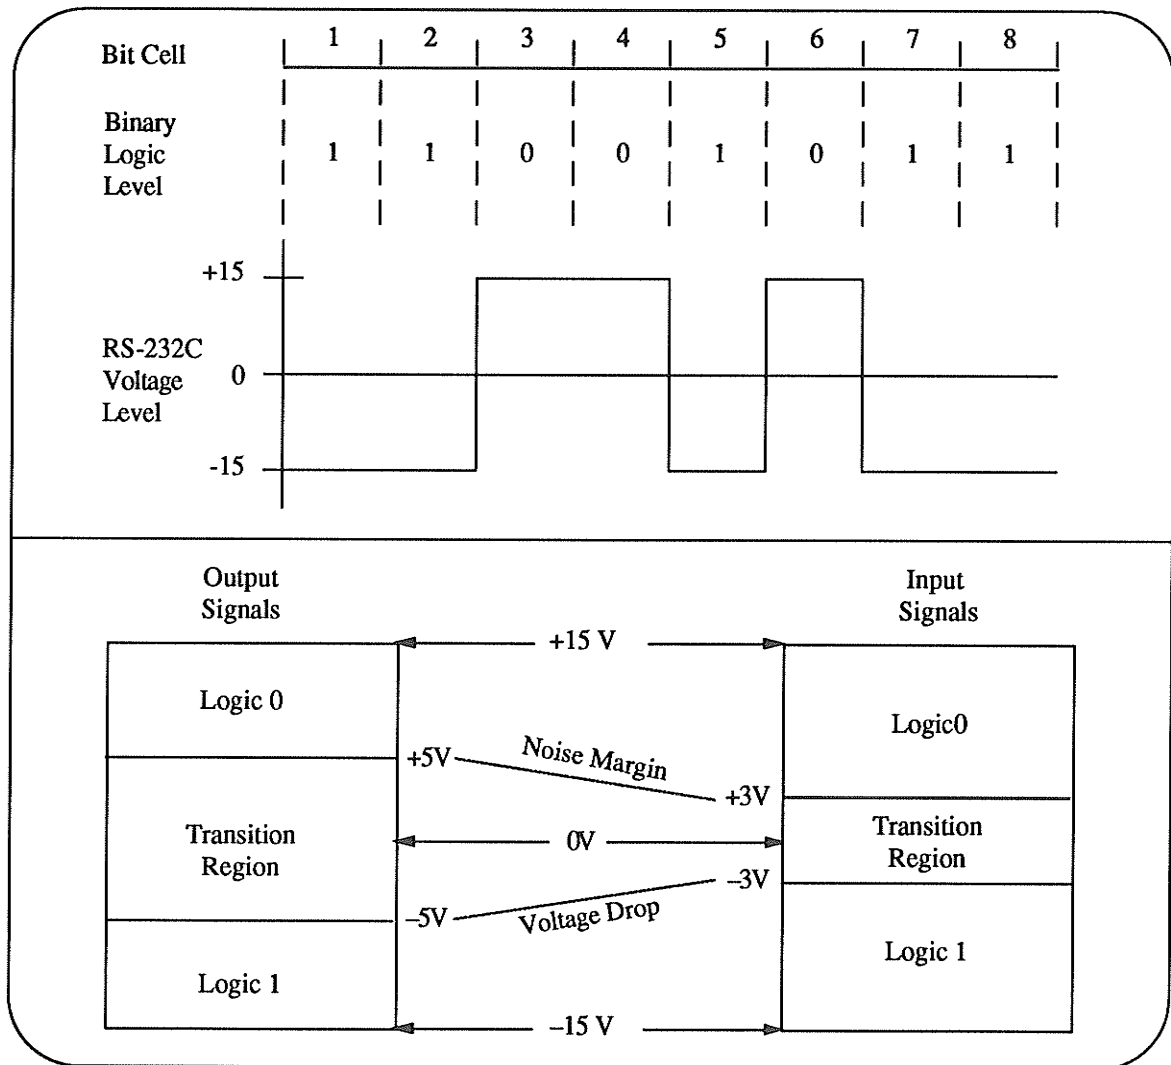 Bit Cell 1 2 3 4 5 6 7 8
Binary
Logic
Level
1 1 0 0 1 0 1 1
+15
RS-232C
Voltage
Level
0
-15
Output
Signals
Input
Signals
+15 V
Logic 0
Logic0
+5V
Noise Margin
+3V
Transition
Region
0V
Transition
Region
–3V
–5V
Voltage Drop
Logic 1
Logic 1
–15 V